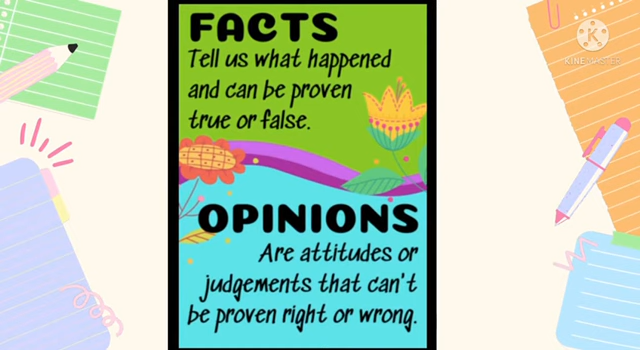 FACTS
Tell us what happened
and can be proven
true or false.
OPINIONS
Are attitudes or
judgements that can't
be proven right or wrong.
K
KINEMASTER